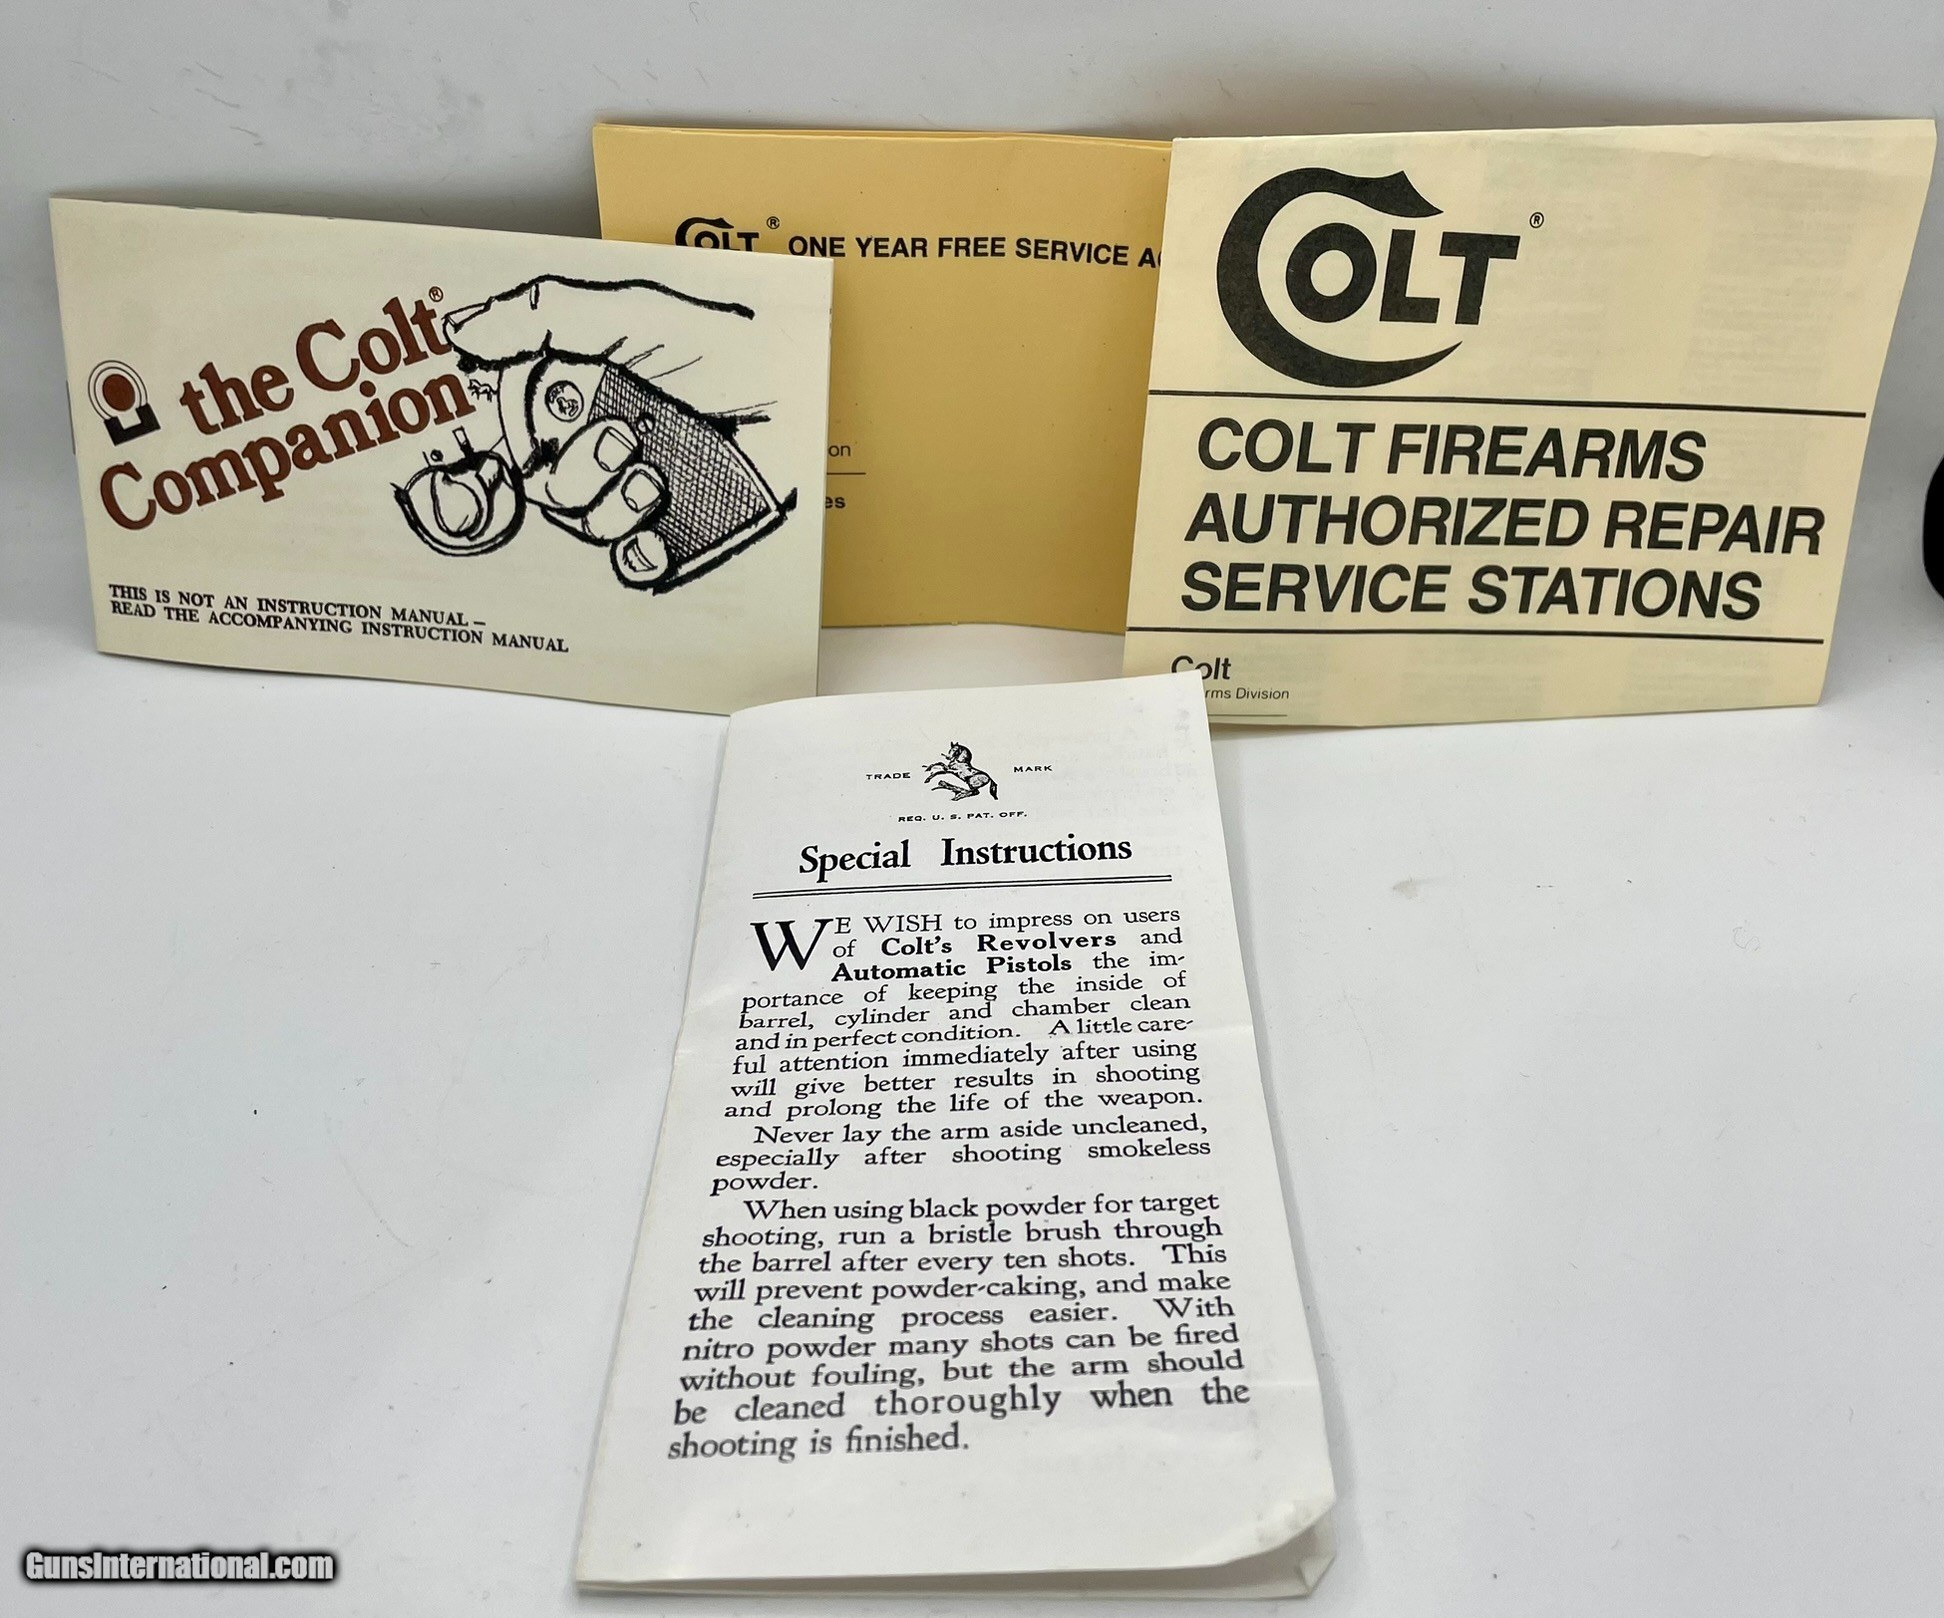 the Colt®
Companion
THIS IS NOT AN INSTRUCTION MANUAL –
READ THE ACCOMPANYING INSTRUCTION MANUAL
COLT ® ONE YEAR FREE SERVICE
on
es
COLT ®
COLT FIREARMS
AUTHORIZED REPAIR
SERVICE STATIONS
Colt
rms Division
TRADE MARK
REG. U. S. PAT. OFF.
Special Instructions
WE WISH to impress on users
of Colt's Revolvers and
Automatic Pistols the im-
portance of keeping the inside of
barrel, cylinder and chamber clean
and in perfect condition. A little care-
ful attention immediately after using
will give better results in shooting
and prolong the life of the weapon.
Never lay the arm aside uncleaned,
especially after shooting smokeless
powder.
When using black powder for target
shooting, run a bristle brush through
the barrel after every ten shots. This
will prevent powder-caking, and make
the cleaning process easier. With
nitro powder many shots can be fired
without fouling, but the arm should
be cleaned thoroughly when the
shooting is finished.
GunsInternational.com